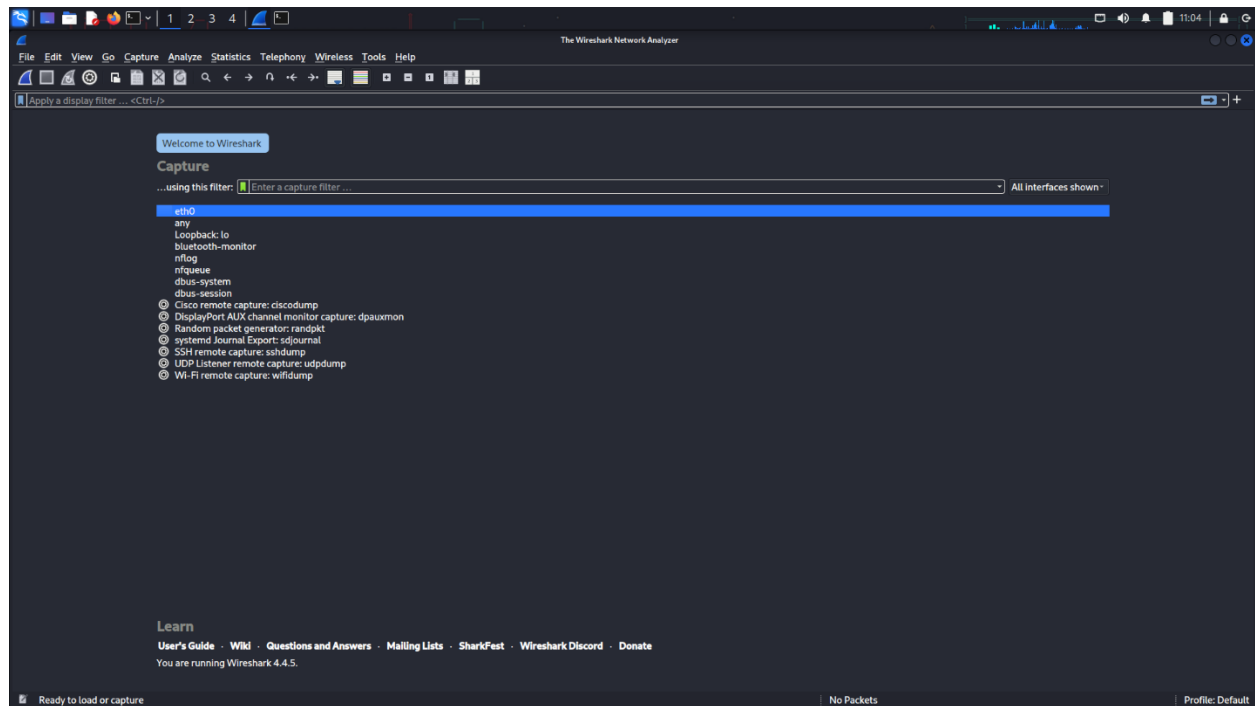 1 2 3 4 11:04
The Wireshark Network Analyzer
File Edit View Go Capture Analyze Statistics Telephony Wireless Tools Help
Apply a display filter ... <Ctrl-/>
Welcome to Wireshark
Capture
...using this filter: Enter a capture filter ... All interfaces shown
eth0
any
Loopback: lo
bluetooth-monitor
nflog
nfqueue
dbus-system
dbus-session
Cisco remote capture: ciscodump
DisplayPort AUX channel monitor capture: dpauxmon
Random packet generator: randpkt
systemd Journal Export: sdjournal
SSH remote capture: sshdump
UDP Listener remote capture: udpdump
Wi-Fi remote capture: wifidump
Learn
User's Guide · Wiki · Questions and Answers · Mailing Lists · SharkFest · Wireshark Discord · Donate
You are running Wireshark 4.4.5.
Ready to load or capture No Packets Profile: Default